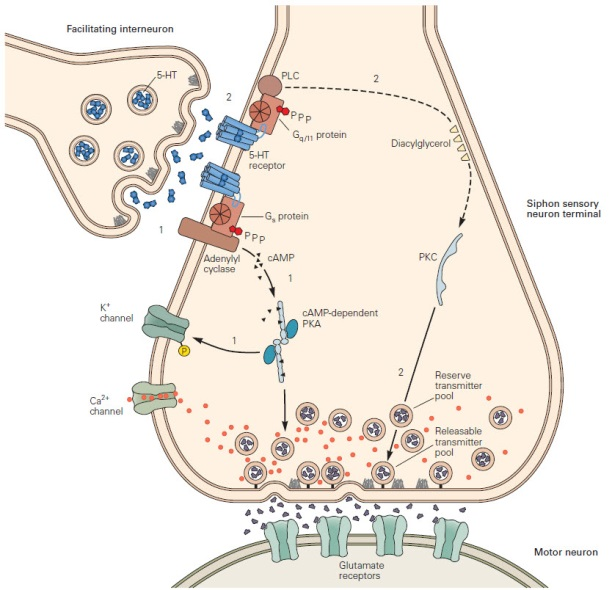 Facilitating interneuron
5-HT
PLC
2
2
PPP
Gq/11 protein
Diacylglycerol
5-HT
receptor
Siphon sensory
neuron terminal
Gs protein
1
PPP
Adenylyl
cyclase
cAMP
PKC
1
K+
channel
cAMP-dependent
PKA
1
P
2
Reserve
transmitter
pool
Ca2+
channel
Releasable
transmitter
pool
Motor neuron
Glutamate
receptors